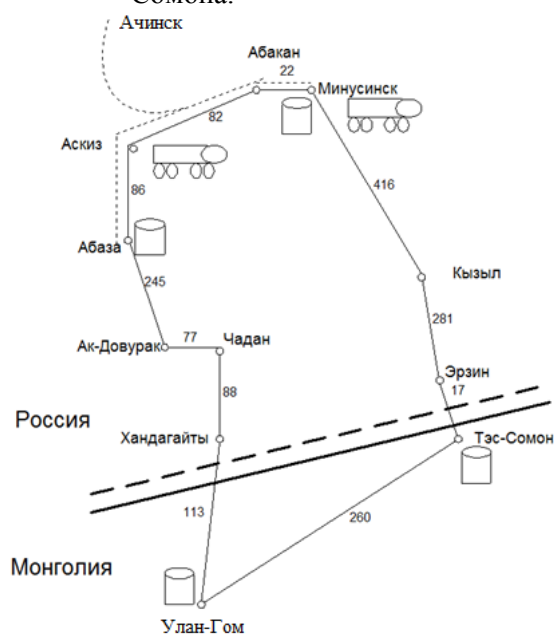 Сомона.
Ачинск
Абакан
22
Минусинск
82
Аскиз
86
416
Абаза
245
Кызыл
281
Ак-Довурак
77
Чадан
88
Эрзин
17
Россия
Хандагайты
Тэс-Сомон
113
260
Монголия
Улан-Гом